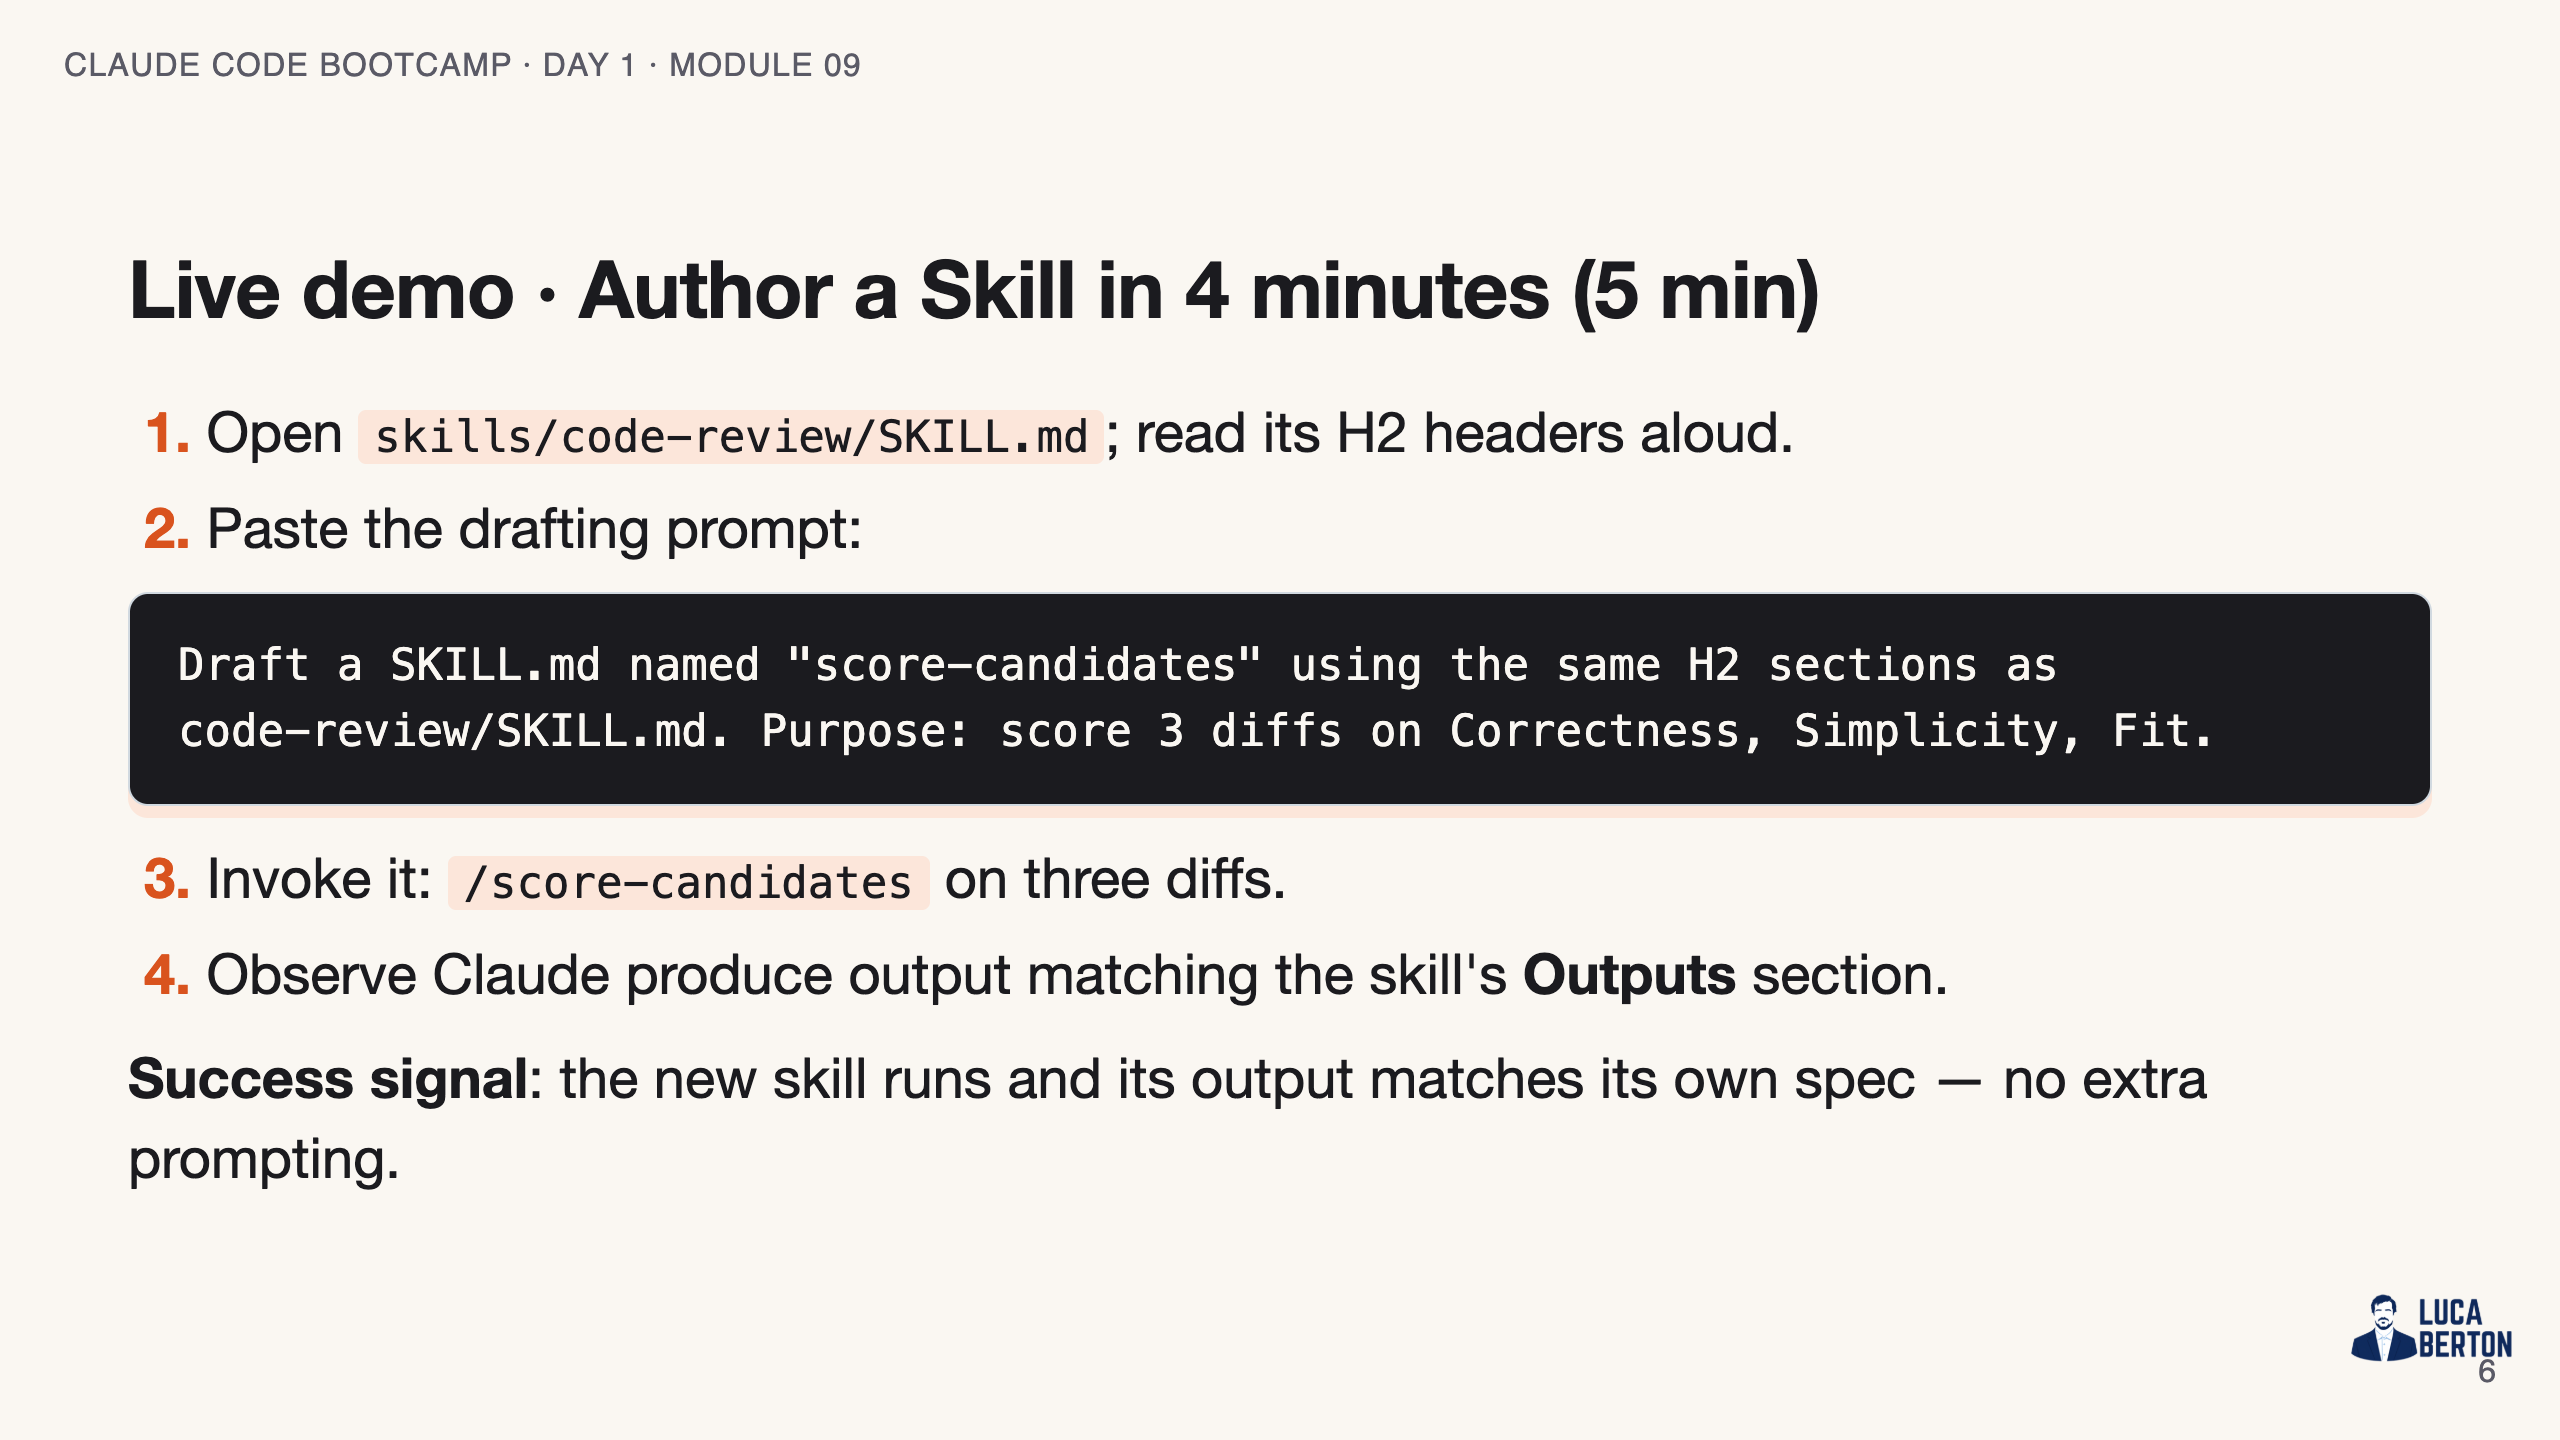 CLAUDE CODE BOOTCAMP · DAY 1 · MODULE 09
Live demo · Author a Skill in 4 minutes (5 min)
1. Open skills/code-review/SKILL.md; read its H2 headers aloud.
2. Paste the drafting prompt:
Draft a SKILL.md named "score-candidates" using the same H2 sections as
code-review/SKILL.md. Purpose: score 3 diffs on Correctness, Simplicity, Fit.
3. Invoke it: /score-candidates on three diffs.
4. Observe Claude produce output matching the skill's Outputs section.
Success signal: the new skill runs and its output matches its own spec — no extra
prompting.
LUCA
BERTON
6